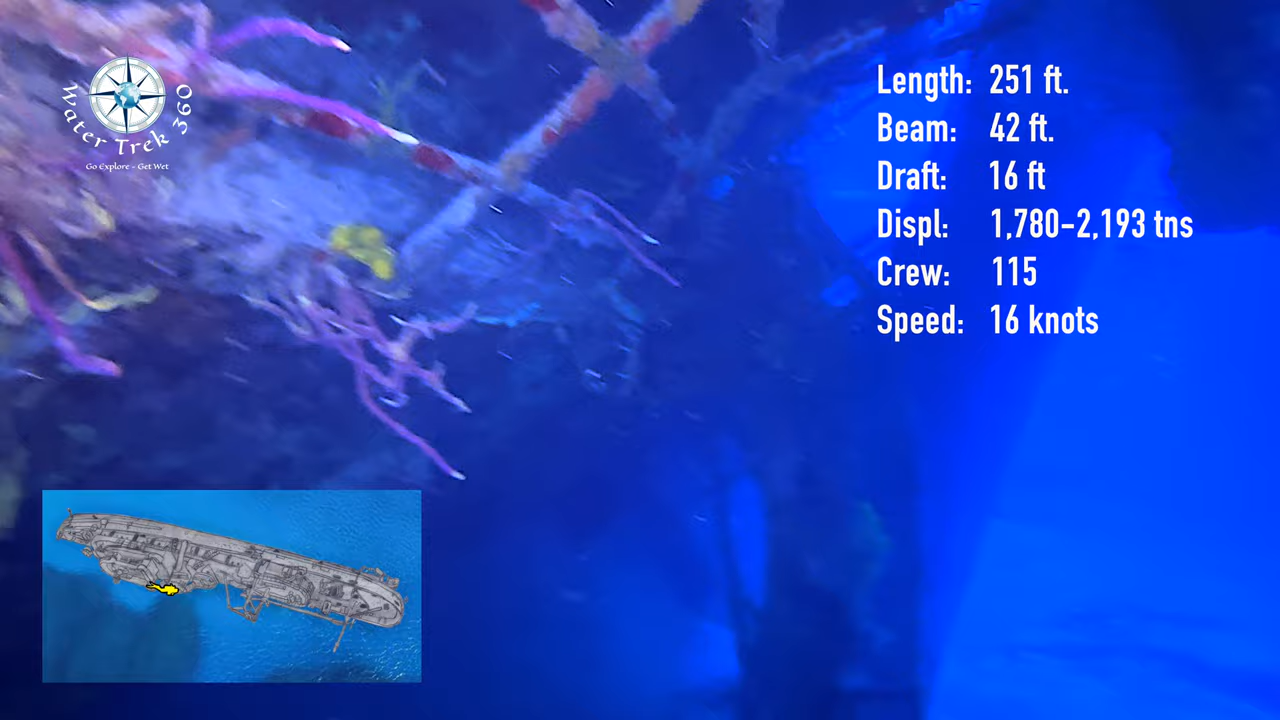 Water Trek 360
Go Explore - Get Wet
Length: 251 ft.
Beam: 42 ft.
Draft: 16 ft
Displ: 1,780-2,193 tns
Crew: 115
Speed: 16 knots